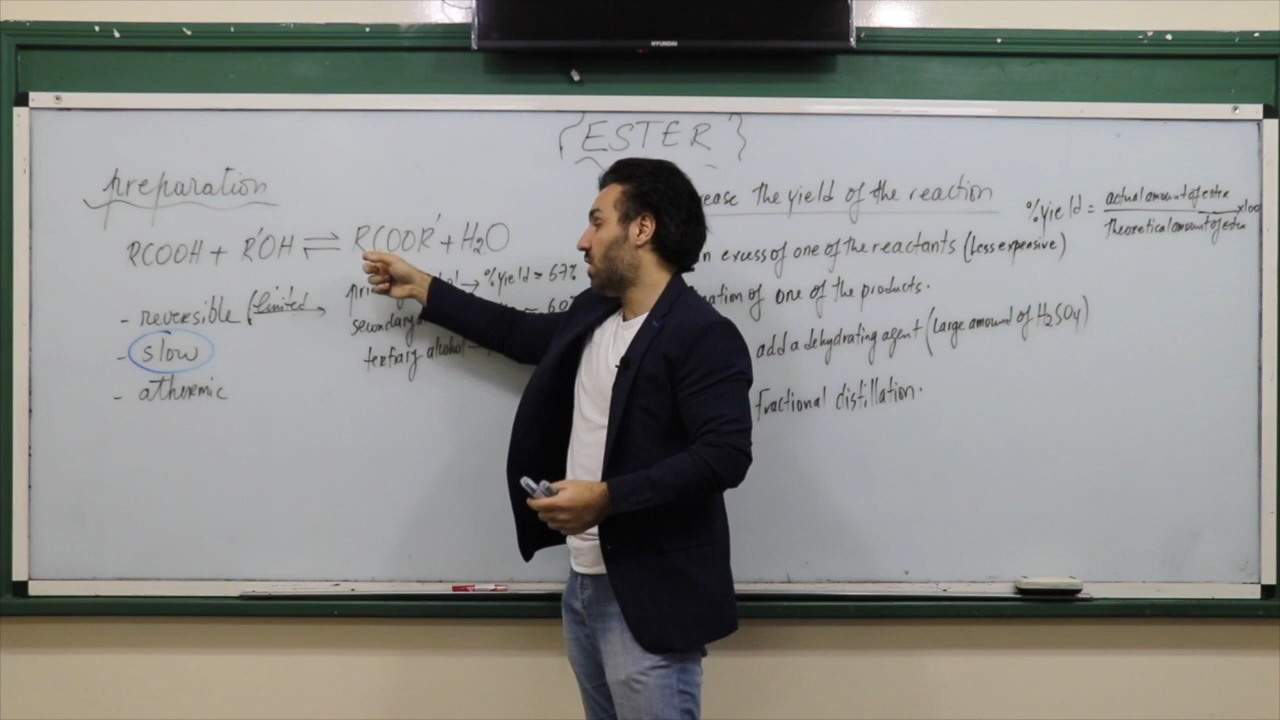 HYUNDAI
{ESTER}
preparation
RCOOH + R'OH ⇌ RCOOR' + H2O
- reversible (limited →
- slow
- athermic
→ %yield = 67%
secondary
60%
tertiary alcohol
the yield of the reaction
excess of one of the reactants (Less expensive)
of one of the products.
add a dehydrating agent (Large amount of H2SO4)
fractional distillation.
%yield = actual amount of ester
Theoretical amount of ester x100